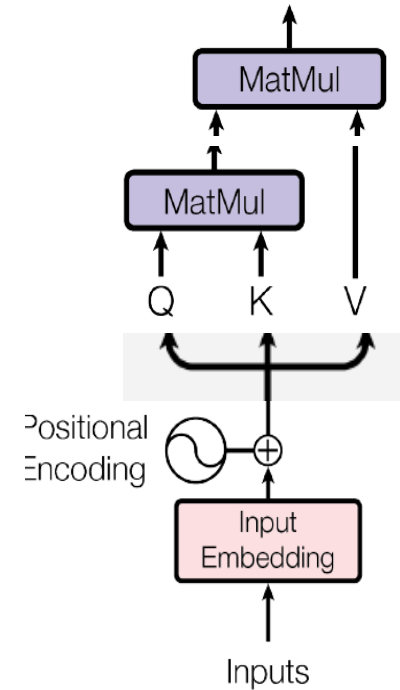 MatMul
MatMul
Q K V
Positional
Encoding
Input
Embedding
Inputs